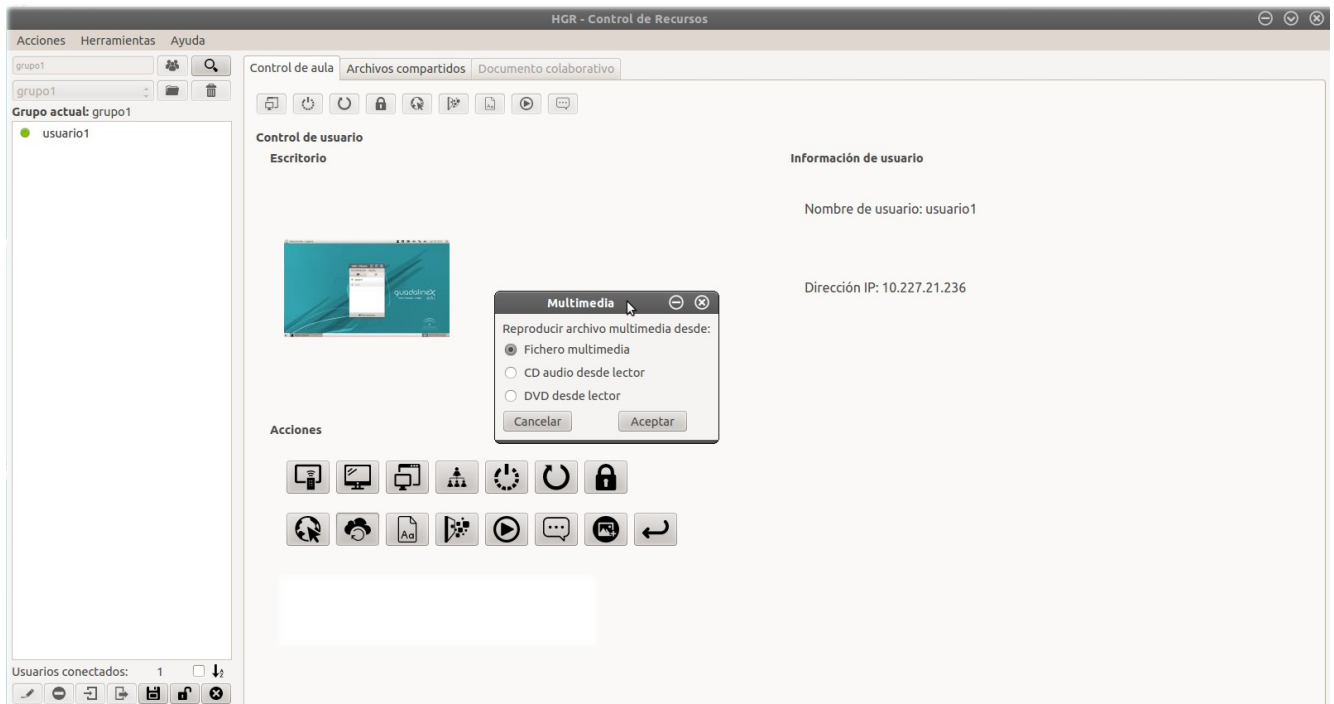 HGR - Control de Recursos
Acciones Herramientas Ayuda
grupo1
grupo1
Grupo actual: grupo1
usuario1
Control de aula Archivos compartidos Documento colaborativo
Control de usuario
Escritorio
Información de usuario
Nombre de usuario: usuario1
guadalinex
edu
Dirección IP: 10.227.21.236
Multimedia
Reproducir archivo multimedia desde:
Fichero multimedia
CD audio desde lector
DVD desde lector
Cancelar Aceptar
Acciones
Aa
Usuarios conectados: 1